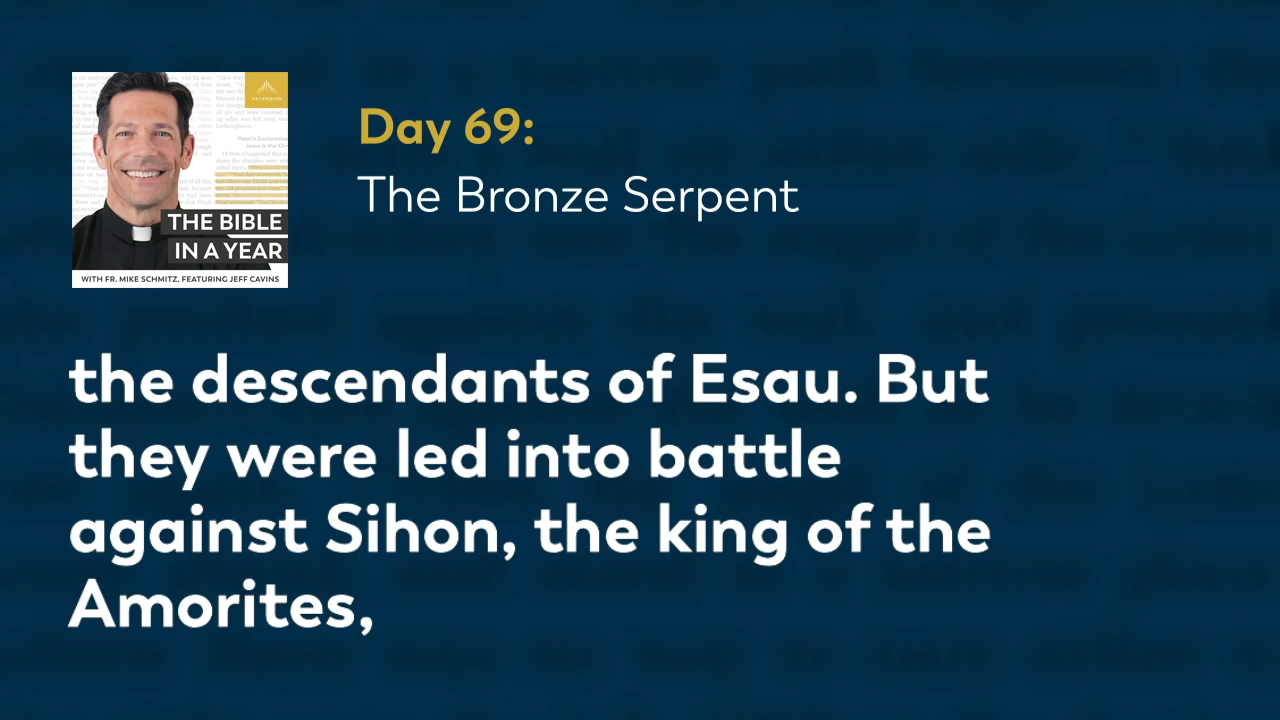 ASCENSION
THE BIBLE
IN A YEAR
WITH FR. MIKE SCHMITZ, FEATURING JEFF CAVINS
Day 69:
The Bronze Serpent
the descendants of Esau. But
they were led into battle
against Sihon, the king of the
Amorites,